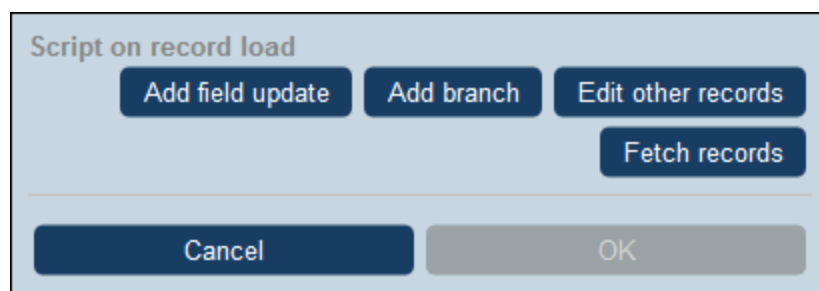 Script on record load
Add field update Add branch Edit other records
Fetch records
Cancel OK